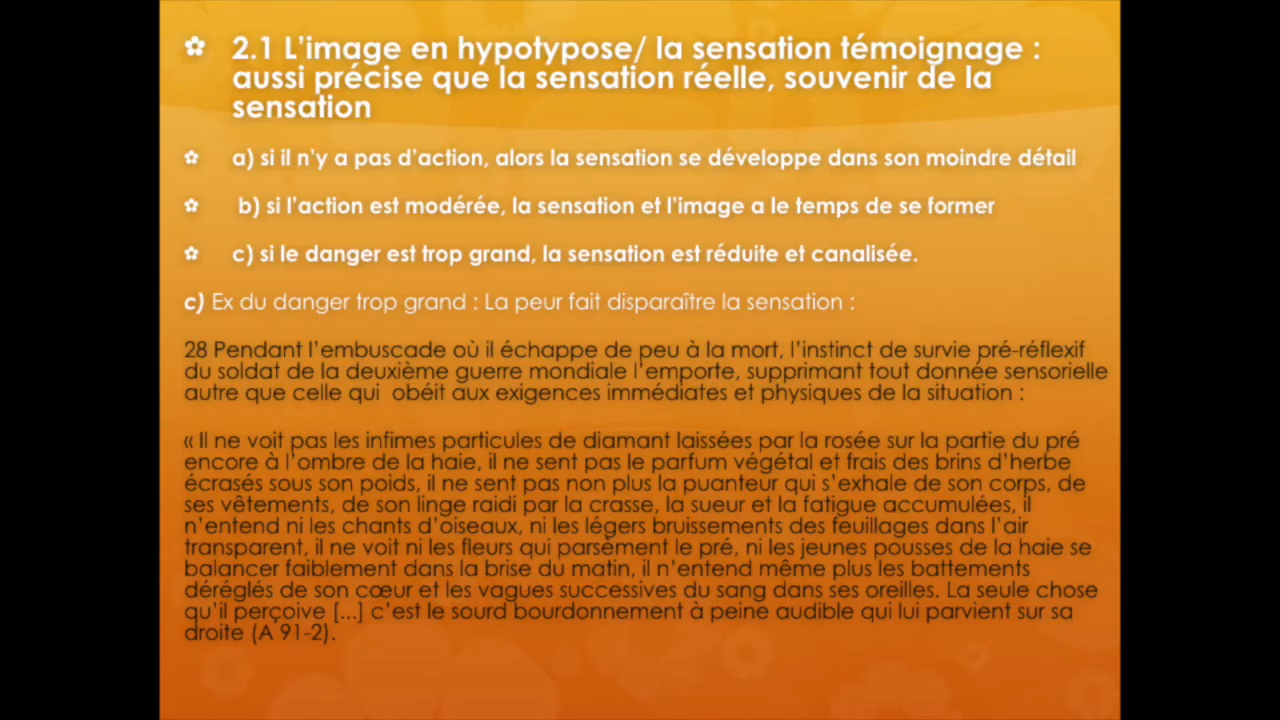 2.1 L'image en hypotypose/ la sensation témoignage :
aussi précise que la sensation réelle, souvenir de la
sensation
a) si il n'y a pas d'action, alors la sensation se développe dans son moindre détail
b) si l'action est modérée, la sensation et l'image a le temps de se former
c) si le danger est trop grand, la sensation est réduite et canalisée.
c) Ex du danger trop grand : La peur fait disparaître la sensation :
28 Pendant l'embuscade où il échappe de peu à la mort, l'instinct de survie pré-réflexif
du soldat de la deuxième guerre mondiale l'emporte, supprimant tout donnée sensorielle
autre que celle qui obéit aux exigences immédiates et physiques de la situation :
« Il ne voit pas les infimes particules de diamant laissées par la rosée sur la partie du pré
encore à l'ombre de la haie, il ne sent pas le parfum végétal et frais des brins d'herbe
écrasés sous son poids, il ne sent pas non plus la puanteur qui s'exhale de son corps, de
ses vêtements, de son linge raidi par la crasse, la sueur et la fatigue accumulées, il
n'entend ni les chants d'oiseaux, ni les légers bruissements des feuillages dans l'air
transparent, il ne voit ni les fleurs qui parsèment le pré, ni les jeunes pousses de la haie se
balancer faiblement dans la brise du matin, il n'entend même plus les battements
déréglés de son cœur et les vagues successives du sang dans ses oreilles. La seule chose
qu'il perçoive [...] c'est le sourd bourdonnement à peine audible qui lui parvient sur sa
droite (A 91-2).